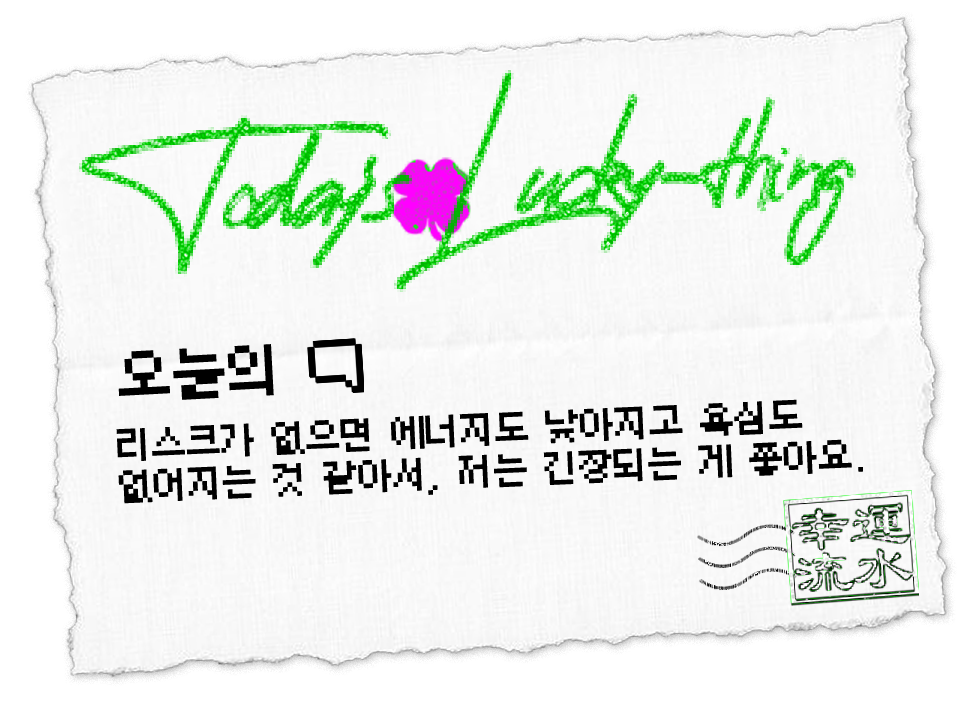 Today's Lucky-thing
오늘의
리스크가 없으면 에너지도 낮아지고 욕심도
없어지는 것 같아서, 저는 긴장되는 게 좋아요.
幸運
流水